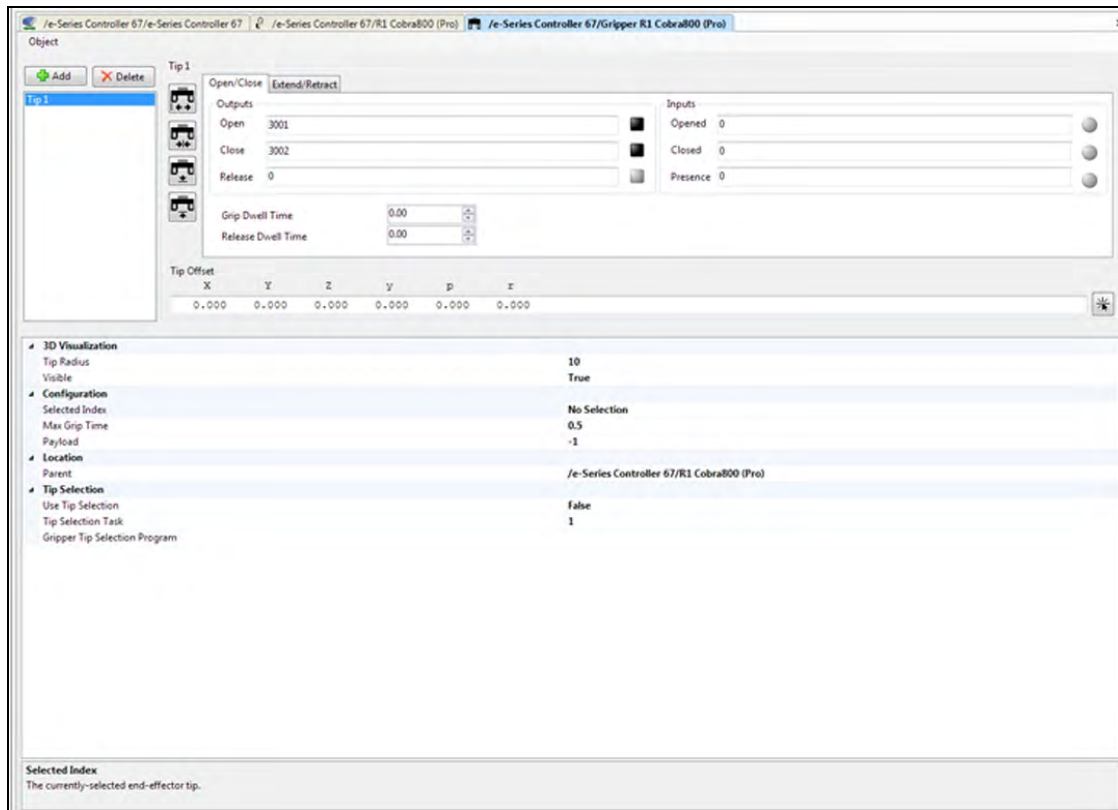 /e-Series Controller 67/e-Series Controller 67 /e-Series Controller 67/R1 Cobra800 (Pro) /e-Series Controller 67/Gripper R1 Cobra800 (Pro)
Object
Add Delete
Tip 1
Tip 1
Open/Close Extend/Retract
Outputs
Open 3001
Close 3002
Release 0
Inputs
Opened 0
Closed 0
Presence 0
Grip Dwell Time 0.00
Release Dwell Time 0.00
Tip Offset
X Y Z y p r
0.000 0.000 0.000 0.000 0.000 0.000
3D Visualization
Tip Radius 10
Visible True
Configuration
Selected Index No Selection
Max Grip Time 0.5
Payload -1
Location
Parent /e-Series Controller 67/R1 Cobra800 (Pro)
Tip Selection
Use Tip Selection False
Tip Selection Task 1
Gripper Tip Selection Program
Selected Index
The currently-selected end-effector tip.